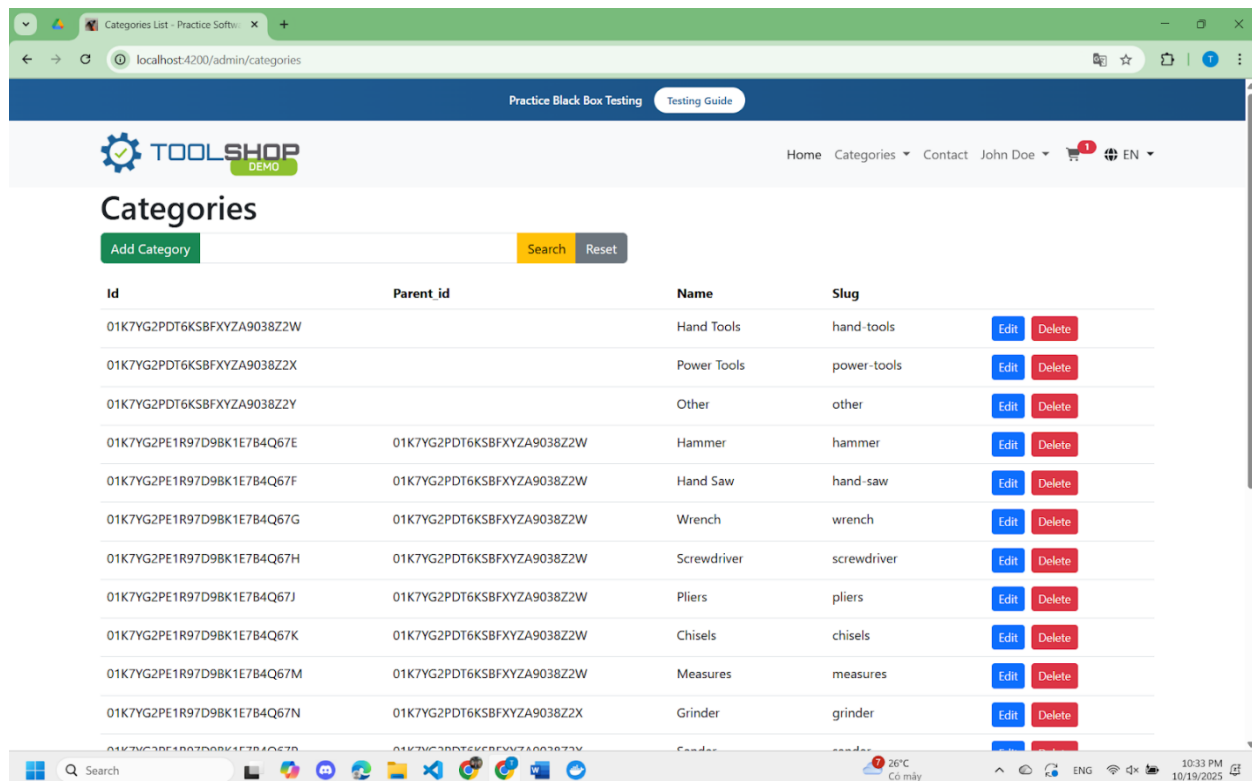 Categories List - Practice Softw
localhost:4200/admin/categories
T
Practice Black Box Testing Testing Guide
TOOLSHOP
DEMO
Home Categories Contact John Doe 1 EN
Categories
Add Category Search Reset
Id Parent_id Name Slug
01K7YG2PDT6KSBFXYZA9038Z2W Hand Tools hand-tools Edit Delete
01K7YG2PDT6KSBFXYZA9038Z2X Power Tools power-tools Edit Delete
01K7YG2PDT6KSBFXYZA9038Z2Y Other other Edit Delete
01K7YG2PE1R97D9BK1E7B4Q67E 01K7YG2PDT6KSBFXYZA9038Z2W Hammer hammer Edit Delete
01K7YG2PE1R97D9BK1E7B4Q67F 01K7YG2PDT6KSBFXYZA9038Z2W Hand Saw hand-saw Edit Delete
01K7YG2PE1R97D9BK1E7B4Q67G 01K7YG2PDT6KSBFXYZA9038Z2W Wrench wrench Edit Delete
01K7YG2PE1R97D9BK1E7B4Q67H 01K7YG2PDT6KSBFXYZA9038Z2W Screwdriver screwdriver Edit Delete
01K7YG2PE1R97D9BK1E7B4Q67J 01K7YG2PDT6KSBFXYZA9038Z2W Pliers pliers Edit Delete
01K7YG2PE1R97D9BK1E7B4Q67K 01K7YG2PDT6KSBFXYZA9038Z2W Chisels chisels Edit Delete
01K7YG2PE1R97D9BK1E7B4Q67M 01K7YG2PDT6KSBFXYZA9038Z2W Measures measures Edit Delete
01K7YG2PE1R97D9BK1E7B4Q67N 01K7YG2PDT6KSBFXYZA9038Z2X Grinder grinder Edit Delete
Search 26°C ENG 10:33 PM
Có mây 10/19/2025